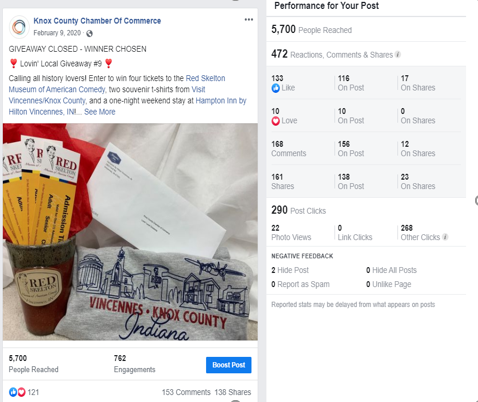 Knox County Chamber Of Commerce
February 9, 2020 ·
GIVEAWAY CLOSED - WINNER CHOSEN
Lovin' Local Giveaway #9
Calling all history lovers! Enter to win four tickets to the Red Skelton
Museum of American Comedy, two souvenir t-shirts from Visit
Vincennes/Knox County, and a one-night weekend stay at Hampton Inn by
Hilton Vincennes, IN!... See More
RED
SKELTON
Admission
Adult
Senior
RED
SKELTON
VINCENNES • KNOX COUNTY
Indiana
5,700
People Reached
762
Engagements
Boost Post
121
153 Comments 138 Shares
Performance for Your Post
5,700 People Reached
472 Reactions, Comments & Shares
133
Like
116
On Post
17
On Shares
10
Love
10
On Post
0
On Shares
168
Comments
156
On Post
12
On Shares
161
Shares
138
On Post
23
On Shares
290 Post Clicks
22
Photo Views
0
Link Clicks
268
Other Clicks
NEGATIVE FEEDBACK
2 Hide Post
0 Hide All Posts
0 Report as Spam
0 Unlike Page
Reported stats may be delayed from what appears on posts